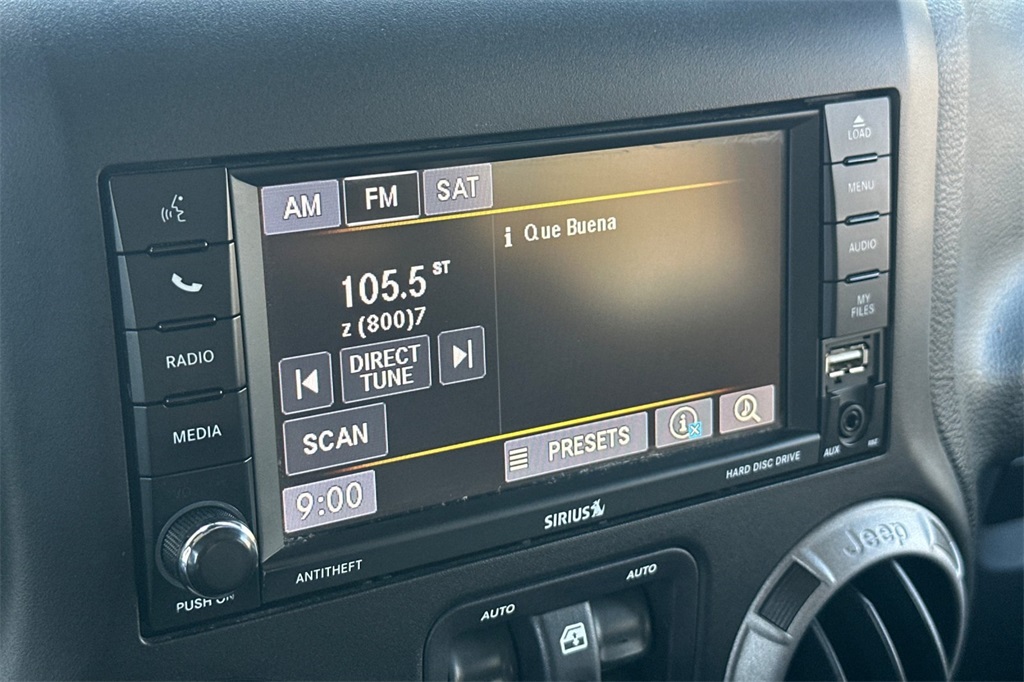 AM FM SAT
i Que Buena
105.5 ST
z (800)7
DIRECT
TUNE
SCAN
PRESETS
i
9:00
RADIO
MEDIA
PUSH ON
ANTITHEFT
SIRIUS
HARD DISC DRIVE
LOAD
MENU
AUDIO
MY
FILES
AUX
AUTO
AUTO
Jeep